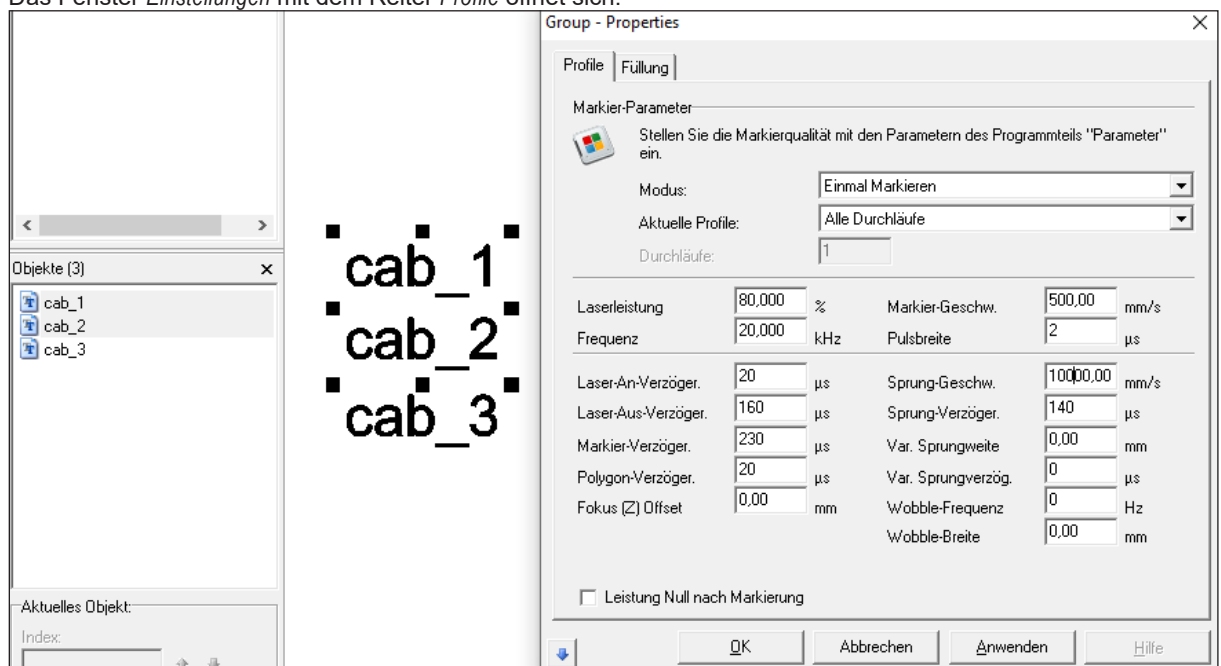 Das Fenster Einstellungen mit dem Reiter Profile öffnet sich.
Group - Properties
Profile Füllung
Markier-Parameter
Stellen Sie die Markierqualität mit den Parametern des Programmteils "Parameter"
ein.
Modus: Einmal Markieren
Aktuelle Profile: Alle Durchläufe
Durchläufe: 1
Laserleistung 80,000 % Markier-Geschw. 500,00 mm/s
Frequenz 20,000 kHz Pulsbreite 2 µs
Laser-An-Verzöger. 20 µs Sprung-Geschw. 10000,00 mm/s
Laser-Aus-Verzöger. 160 µs Sprung-Verzöger. 140 µs
Markier-Verzöger. 230 µs Var. Sprungweite 0,00 mm
Polygon-Verzöger. 20 µs Var. Sprungverzög. 0 µs
Fokus (Z) Offset 0,00 mm Wobble-Frequenz 0 Hz
Wobble-Breite 0,00 mm
Leistung Null nach Markierung
OK Abbrechen Anwenden Hilfe
Objekte (3)
cab_1
cab_2
cab_3
Aktuelles Objekt:
Index:
cab_1
cab_2
cab_3